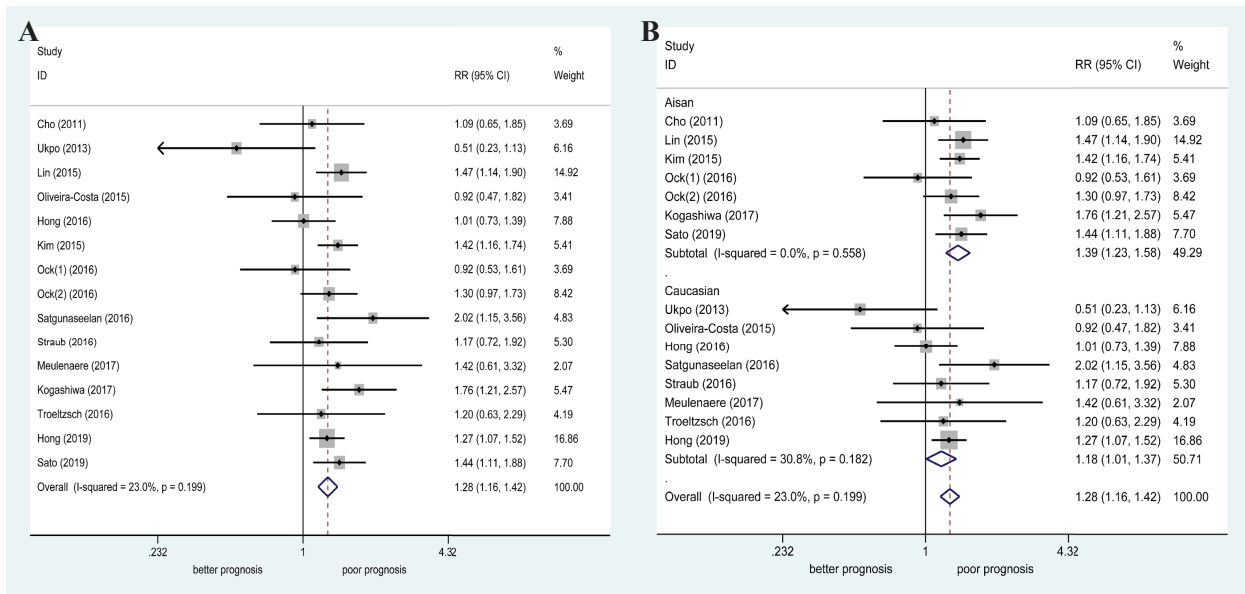 A
Study %
ID RR (95% CI) Weight
Cho (2011) 1.09 (0.65, 1.85) 3.69
Ukpo (2013) 0.51 (0.23, 1.13) 6.16
Lin (2015) 1.47 (1.14, 1.90) 14.92
Oliveira-Costa (2015) 0.92 (0.47, 1.82) 3.41
Hong (2016) 1.01 (0.73, 1.39) 7.88
Kim (2015) 1.42 (1.16, 1.74) 5.41
Ock(1) (2016) 0.92 (0.53, 1.61) 3.69
Ock(2) (2016) 1.30 (0.97, 1.73) 8.42
Satgunaseelan (2016) 2.02 (1.15, 3.56) 4.83
Straub (2016) 1.17 (0.72, 1.92) 5.30
Meulenaere (2017) 1.42 (0.61, 3.32) 2.07
Kogashiwa (2017) 1.76 (1.21, 2.57) 5.47
Troeltzsch (2016) 1.20 (0.63, 2.29) 4.19
Hong (2019) 1.27 (1.07, 1.52) 16.86
Sato (2019) 1.44 (1.11, 1.88) 7.70
Overall (I-squared = 23.0%, p = 0.199) 1.28 (1.16, 1.42) 100.00
.232 1 4.32
better prognosis poor prognosis
B
Study %
ID RR (95% CI) Weight
Aisan
Cho (2011) 1.09 (0.65, 1.85) 3.69
Lin (2015) 1.47 (1.14, 1.90) 14.92
Kim (2015) 1.42 (1.16, 1.74) 5.41
Ock(1) (2016) 0.92 (0.53, 1.61) 3.69
Ock(2) (2016) 1.30 (0.97, 1.73) 8.42
Kogashiwa (2017) 1.76 (1.21, 2.57) 5.47
Sato (2019) 1.44 (1.11, 1.88) 7.70
Subtotal (I-squared = 0.0%, p = 0.558) 1.39 (1.23, 1.58) 49.29
.
Caucasian
Ukpo (2013) 0.51 (0.23, 1.13) 6.16
Oliveira-Costa (2015) 0.92 (0.47, 1.82) 3.41
Hong (2016) 1.01 (0.73, 1.39) 7.88
Satgunaseelan (2016) 2.02 (1.15, 3.56) 4.83
Straub (2016) 1.17 (0.72, 1.92) 5.30
Meulenaere (2017) 1.42 (0.61, 3.32) 2.07
Troeltzsch (2016) 1.20 (0.63, 2.29) 4.19
Hong (2019) 1.27 (1.07, 1.52) 16.86
Subtotal (I-squared = 30.8%, p = 0.182) 1.18 (1.01, 1.37) 50.71
.
Overall (I-squared = 23.0%, p = 0.199) 1.28 (1.16, 1.42) 100.00
.232 1 4.32
better prognosis poor prognosis